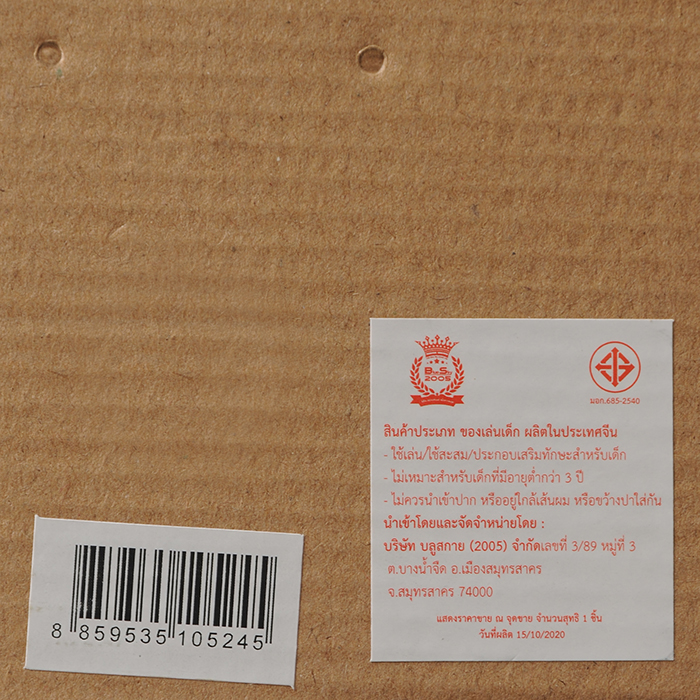 BlueSky
2005
มอก.685-2540
สินค้าประเภท ของเล่นเด็ก ผลิตในประเทศจีน
- ใช้เล่น/ใช้สะสม/ประกอบเสริมทักษะสำหรับเด็ก
- ไม่เหมาะสำหรับเด็กที่มีอายุต่ำกว่า 3 ปี
- ไม่ควรนำเข้าปาก หรืออยู่ใกล้เส้นผม หรือขว้างปาใส่กัน
นำเข้าโดยและจัดจำหน่ายโดย :
บริษัท บลูสกาย (2005) จำกัดเลขที่ 3/89 หมู่ที่ 3
ต.บางน้ำจืด อ.เมืองสมุทรสาคร
จ.สมุทรสาคร 74000
แสดงราคาขาย ณ จุดขาย จำนวนสุทธิ 1 ชิ้น
วันที่ผลิต 15/10/2020
8 859535 105245